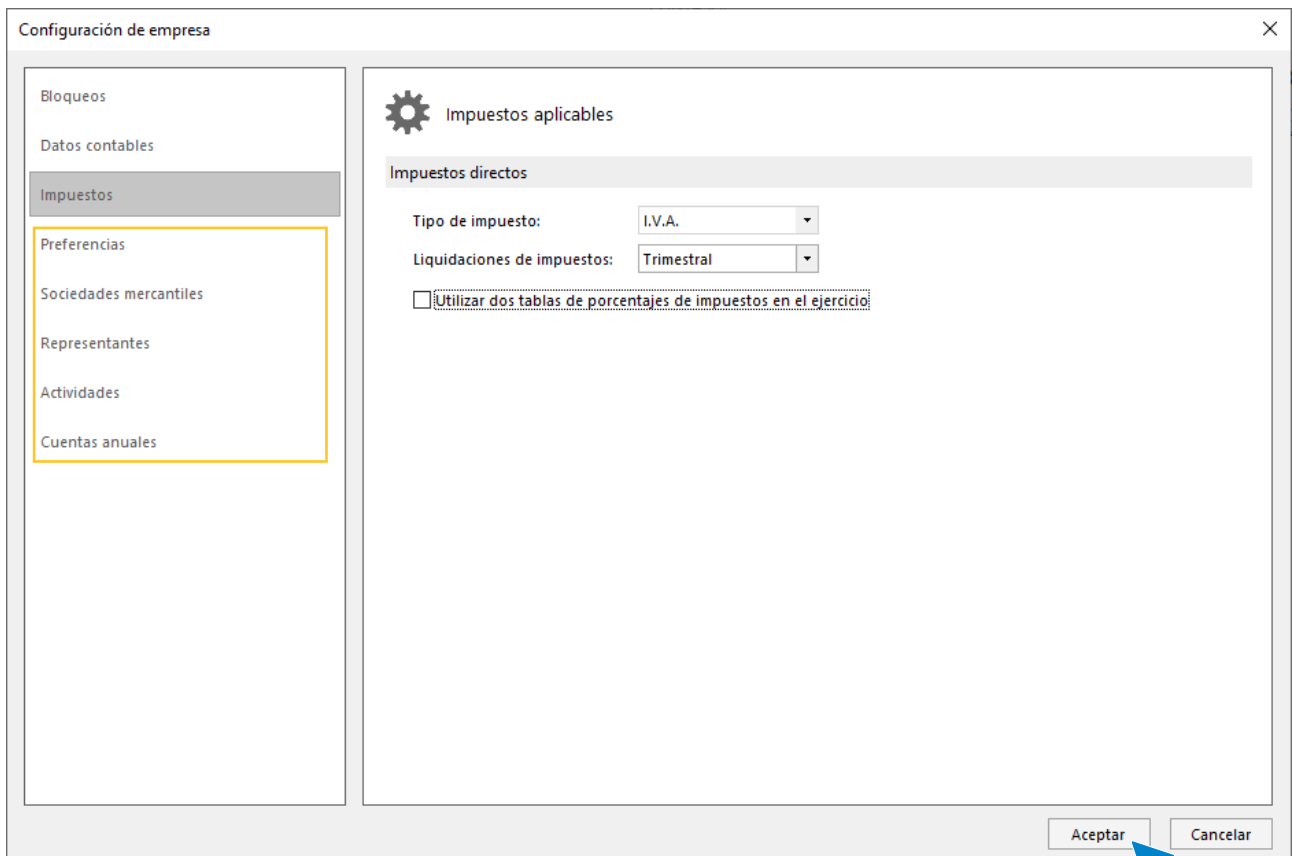 Configuración de empresa
Bloqueos
Datos contables
Impuestos
Preferencias
Sociedades mercantiles
Representantes
Actividades
Cuentas anuales
Impuestos aplicables
Impuestos directos
Tipo de impuesto: I.V.A.
Liquidaciones de impuestos: Trimestral
Utilizar dos tablas de porcentajes de impuestos en el ejercicio
Aceptar Cancelar